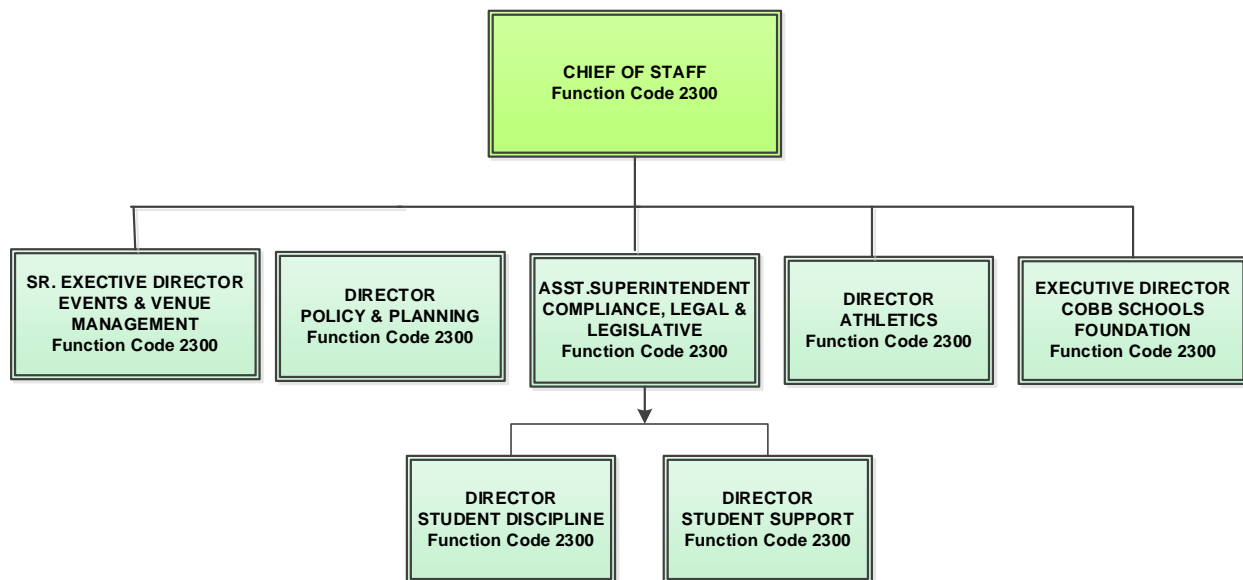 CHIEF OF STAFF
Function Code 2300
SR. EXECTIVE DIRECTOR
EVENTS & VENUE
MANAGEMENT
Function Code 2300
DIRECTOR
POLICY & PLANNING
Function Code 2300
ASST.SUPERINTENDENT
COMPLIANCE, LEGAL &
LEGISLATIVE
Function Code 2300
DIRECTOR
ATHLETICS
Function Code 2300
EXECUTIVE DIRECTOR
COBB SCHOOLS
FOUNDATION
Function Code 2300
DIRECTOR
STUDENT DISCIPLINE
Function Code 2300
DIRECTOR
STUDENT SUPPORT
Function Code 2300